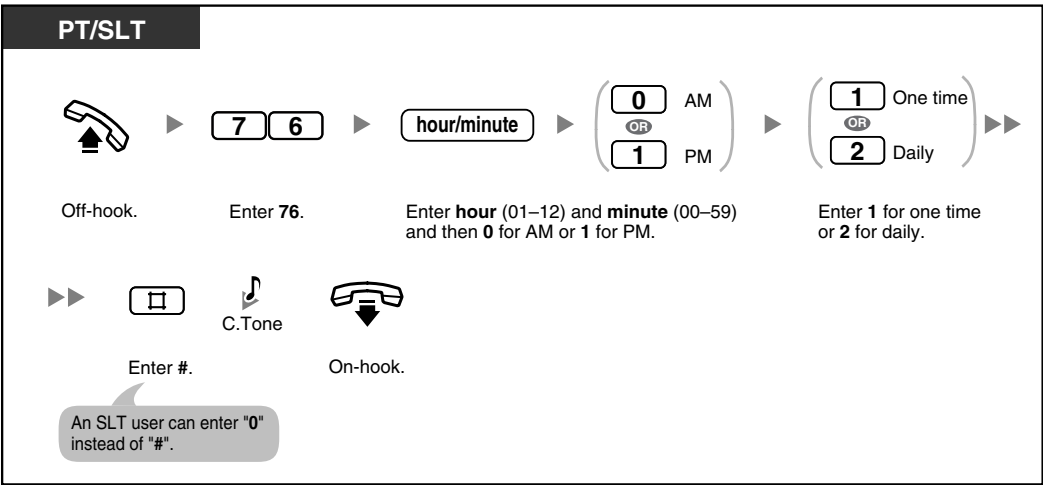 PT/SLT
7 6
hour/minute
0 AM
OR
1 PM
1 One time
OR
2 Daily
Off-hook.
Enter 76.
Enter hour (01–12) and minute (00–59)
and then 0 for AM or 1 for PM.
Enter 1 for one time
or 2 for daily.
#
C.Tone
Enter #.
On-hook.
An SLT user can enter "0"
instead of "#".